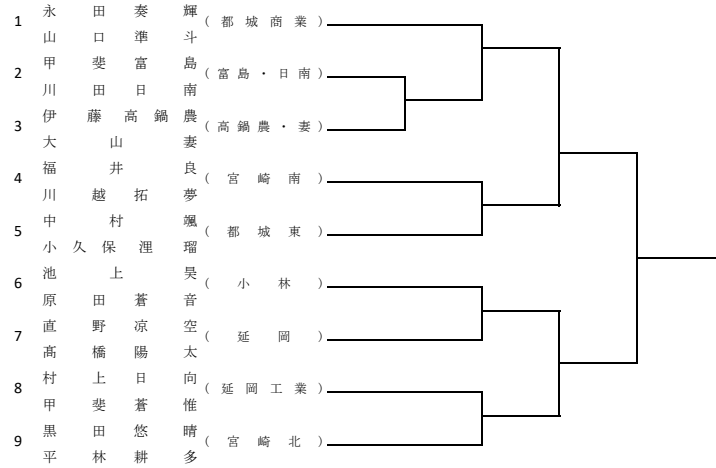 永田奏輝
1 (都城商業)
山口準斗
甲斐富島
2 (富島・日南)
川田日南
伊藤高鍋農
3 (高鍋農・妻)
大山妻
福井良
4 (宮崎南)
川越拓夢
中村颯
5 (都城東)
小久保浬瑠
池上昊
6 (小林)
原田蒼音
直野凉空
7 (延岡)
髙橋陽太
村上日向
8 (延岡工業)
甲斐蒼惟
黒田悠晴
9 (宮崎北)
平林耕多